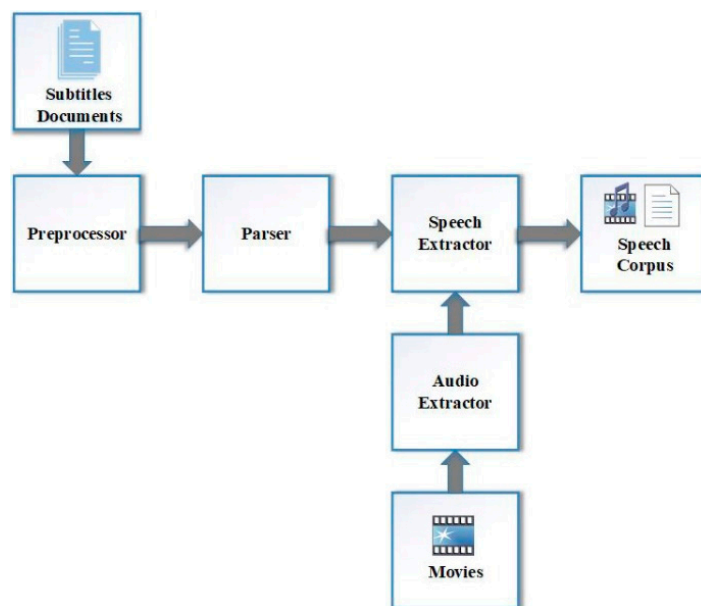 Subtitles
Documents
Preprocessor
Parser
Speech
Extractor
Speech
Corpus
Audio
Extractor
Movies